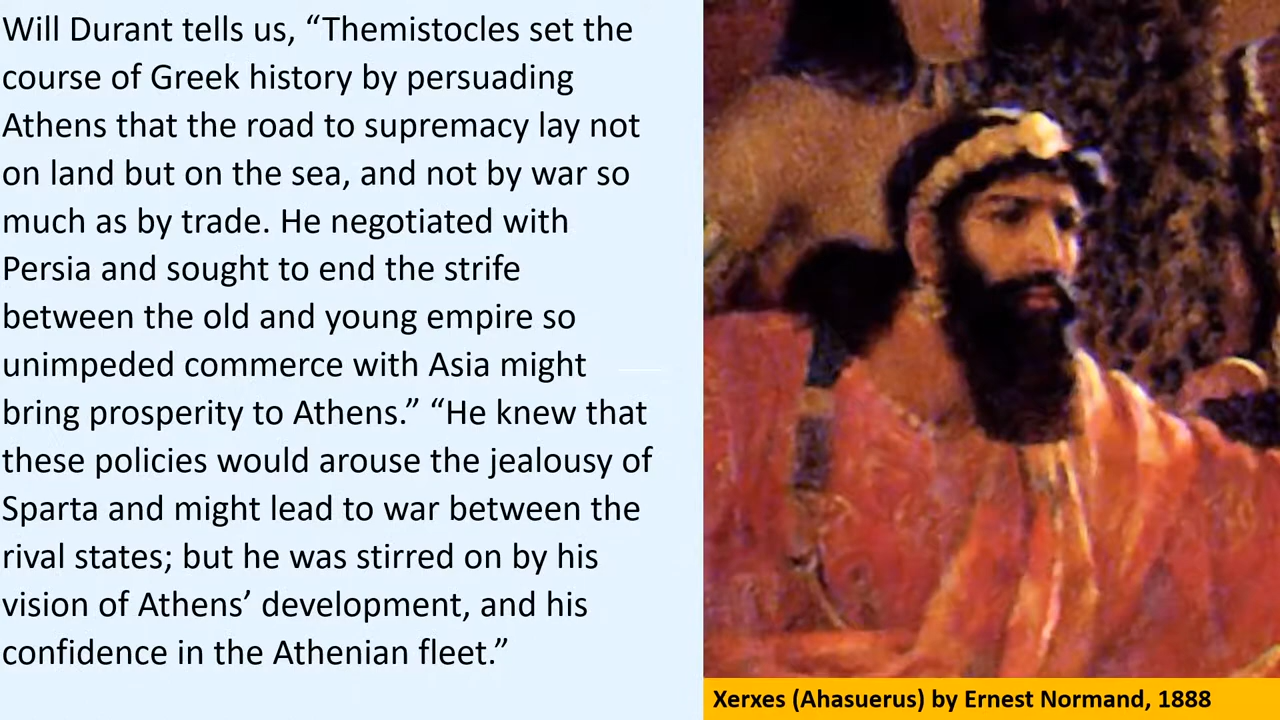 Will Durant tells us, “Themistocles set the
course of Greek history by persuading
Athens that the road to supremacy lay not
on land but on the sea, and not by war so
much as by trade. He negotiated with
Persia and sought to end the strife
between the old and young empire so
unimpeded commerce with Asia might
bring prosperity to Athens.” “He knew that
these policies would arouse the jealousy of
Sparta and might lead to war between the
rival states; but he was stirred on by his
vision of Athens’ development, and his
confidence in the Athenian fleet.”
Xerxes (Ahasuerus) by Ernest Normand, 1888